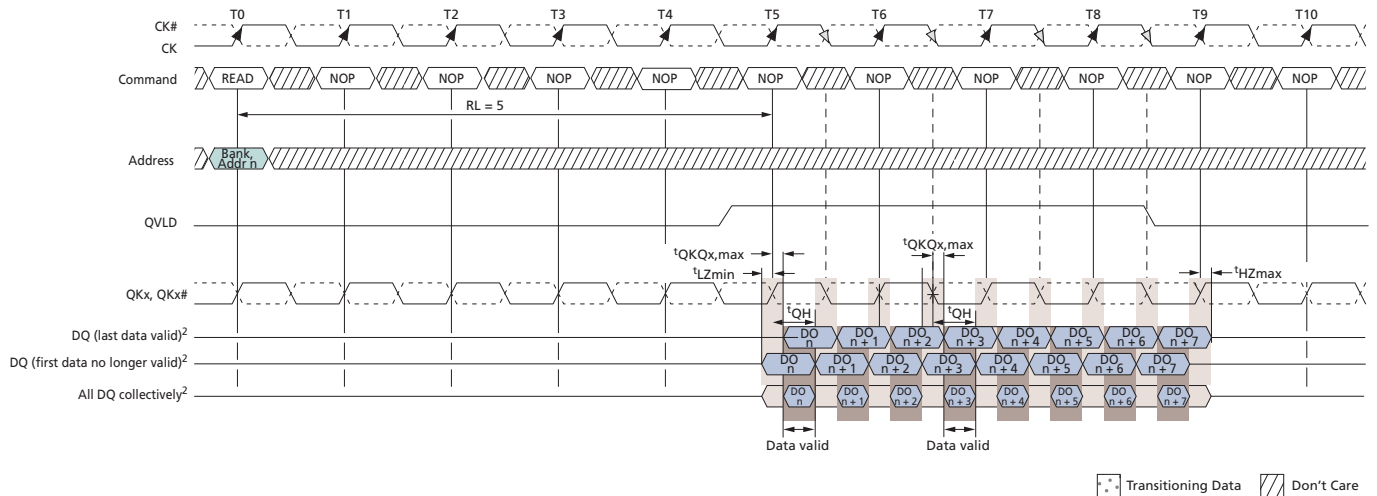 T0 T1 T2 T3 T4 T5 T6 T7 T8 T9 T10
CK#
CK
Command READ NOP NOP NOP NOP NOP NOP NOP NOP NOP NOP
RL = 5
Address Bank, Addr n
QVLD
tQKQx,max tQKQx,max
tLZmin tHZmax
QKx, QKx#
tQH tQH
DQ (last data valid)2 DO n DO n + 1 DO n + 2 DO n + 3 DO n + 4 DO n + 5 DO n + 6 DO n + 7
DQ (first data no longer valid)2 DO n DO n + 1 DO n + 2 DO n + 3 DO n + 4 DO n + 5 DO n + 6 DO n + 7
All DQ collectively2 DO n DO n + 1 DO n + 2 DO n + 3 DO n + 4 DO n + 5 DO n + 6 DO n + 7
Data valid Data valid
Transitioning Data Don't Care